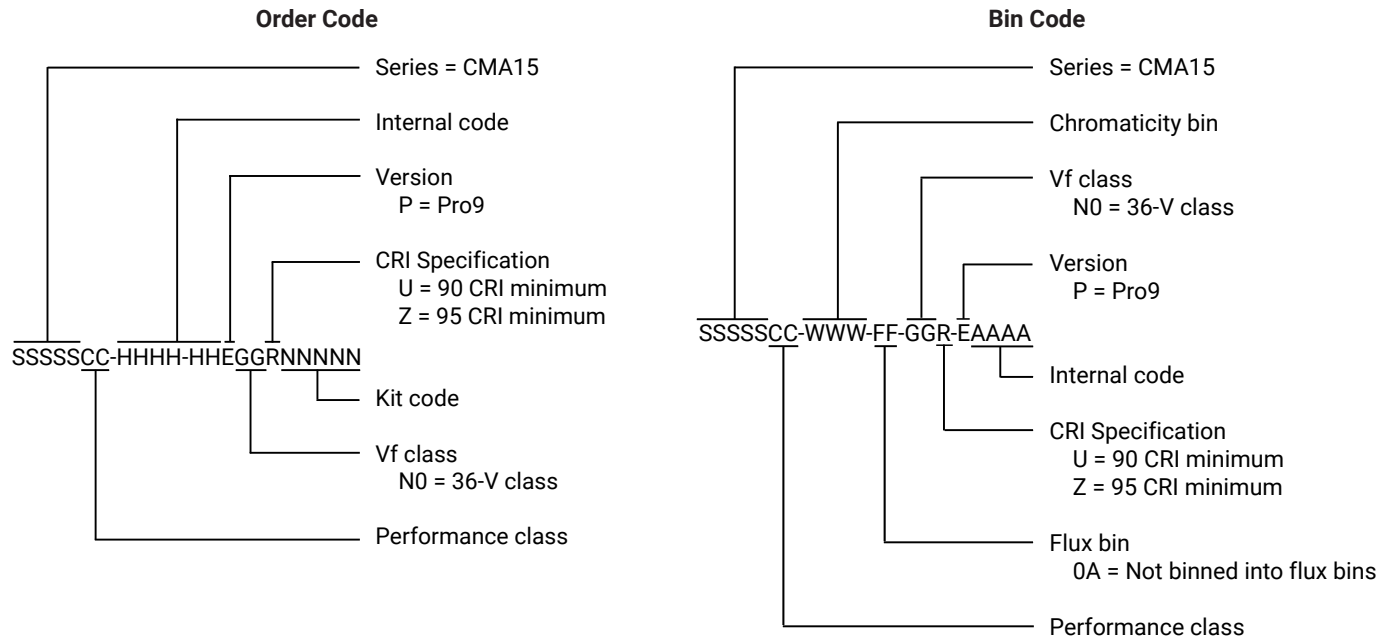 Order Code
Series = CMA15
Internal code
Version
P = Pro9
CRI Specification
U = 90 CRI minimum
Z = 95 CRI minimum
SSSSSCC-HHHH-HHEGGRNNNNN
Kit code
Vf class
N0 = 36-V class
Performance class
Bin Code
Series = CMA15
Chromaticity bin
Vf class
N0 = 36-V class
Version
P = Pro9
SSSSSCC-WWW-FF-GGR-EAAAA
Internal code
CRI Specification
U = 90 CRI minimum
Z = 95 CRI minimum
Flux bin
0A = Not binned into flux bins
Performance class